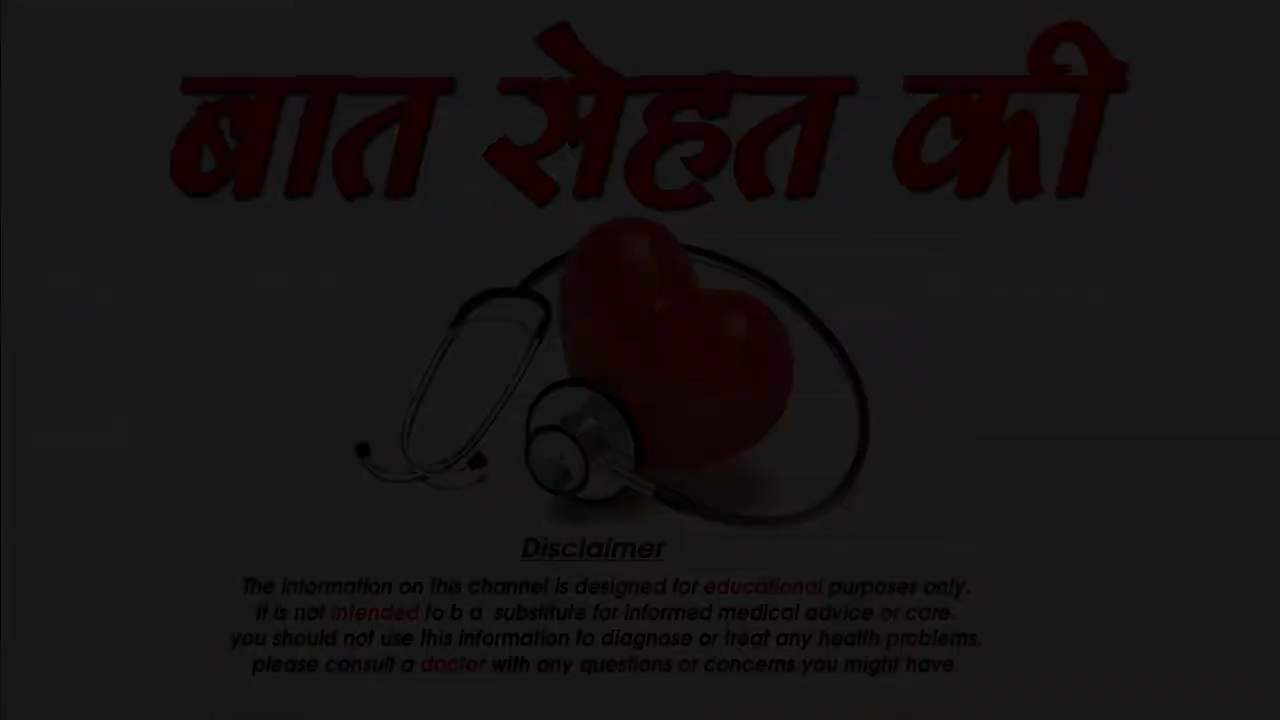 बात सेहत की
Disclaimer
The information on this channel is designed for educational purposes only.
it is not intended to b a substitute for informed medical advice or care.
you should not use this information to diagnose or treat any health problems.
please consult a doctor with any questions or concerns you might have.